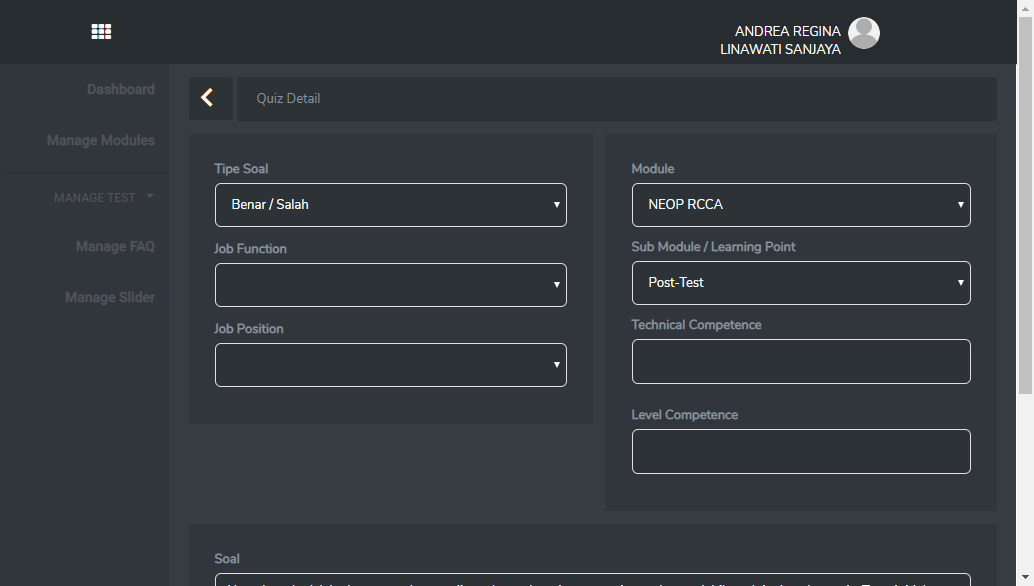 ANDREA REGINA
LINAWATI SANJAYA
Dashboard
Manage Modules
MANAGE TEST
Manage FAQ
Manage Slider
Quiz Detail
Tipe Soal
Benar / Salah
Job Function
Job Position
Module
NEOP RCCA
Sub Module / Learning Point
Post-Test
Technical Competence
Level Competence
Soal